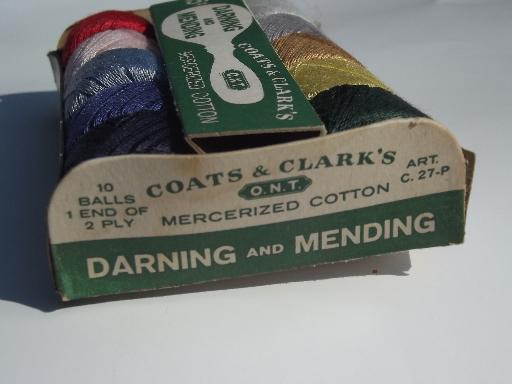 DARNING
AND
MENDING
COATS & CLARK'S
O.N.T.
MERCERIZED COTTON
10
BALLS
1 END OF
2 PLY
COATS & CLARK'S
O.N.T.
MERCERIZED COTTON
ART.
C. 27-P
DARNING AND MENDING